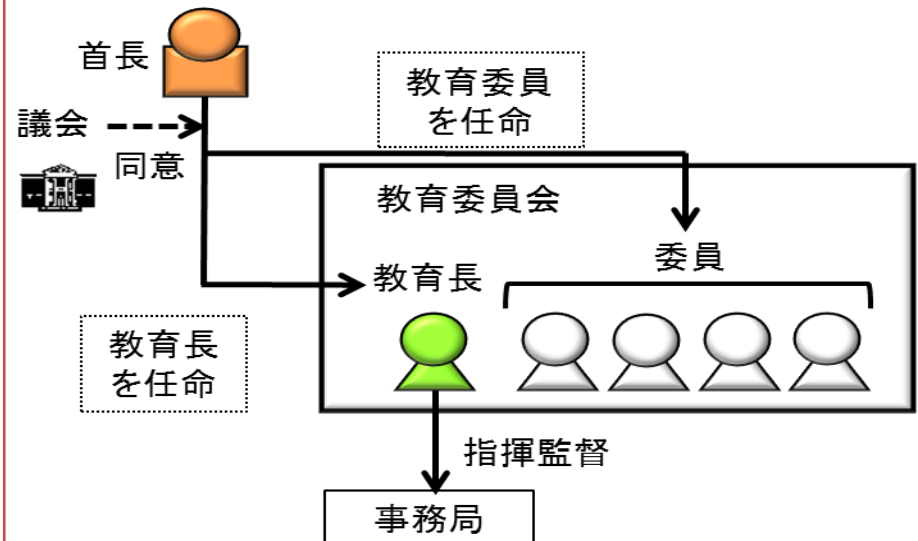 首長
教育委員
を任命
議会
同意
教育委員会
委員
教育長
教育長
を任命
指揮監督
事務局